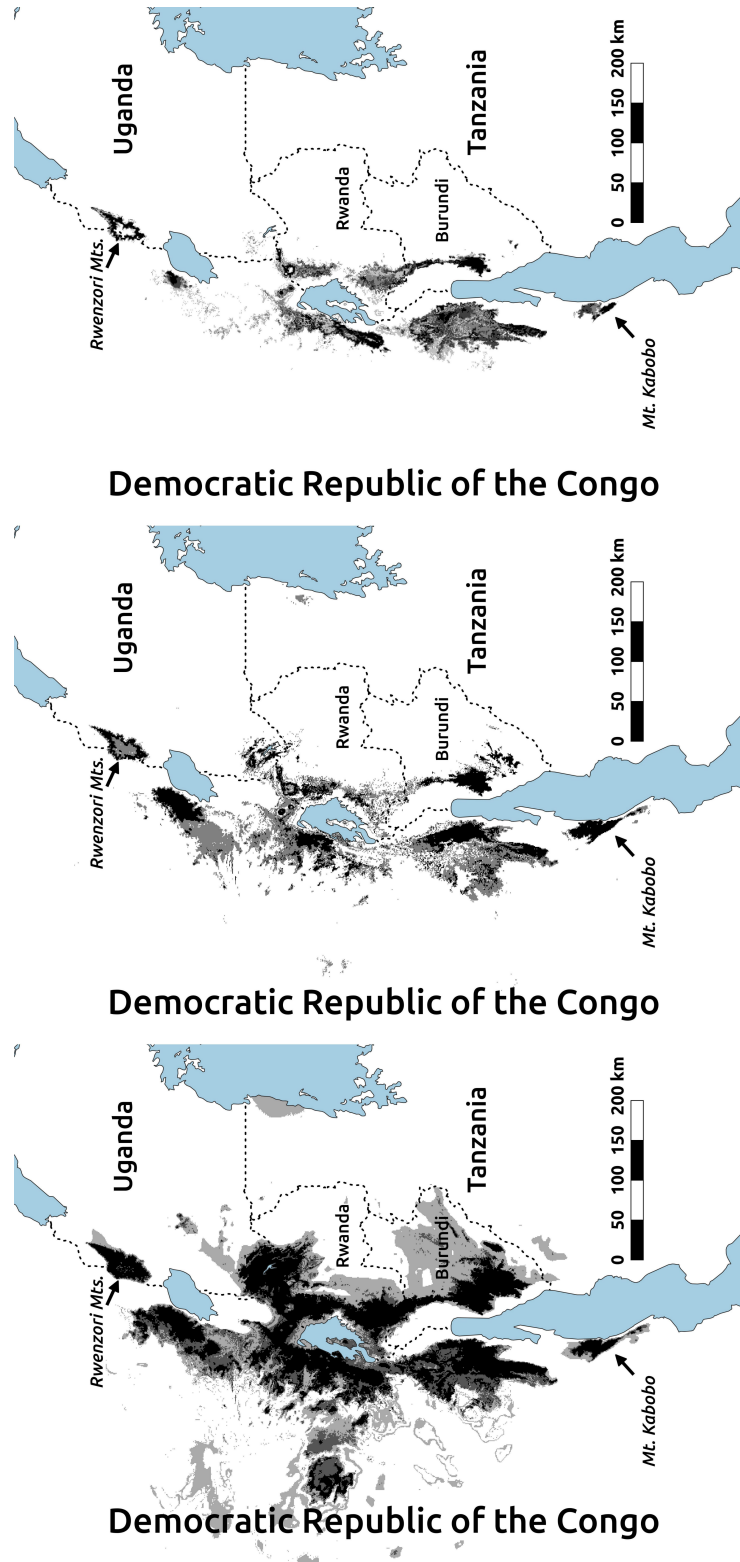 Uganda
Rwenzori Mts.
Rwanda
Burundi
Tanzania
Mt. Kabobo
0 50 100 150 200 km
Democratic Republic of the Congo
Uganda
Rwenzori Mts.
Rwanda
Burundi
Tanzania
Mt. Kabobo
0 50 100 150 200 km
Democratic Republic of the Congo
Uganda
Rwenzori Mts.
Rwanda
Burundi
Tanzania
Mt. Kabobo
0 50 100 150 200 km
Democratic Republic of the Congo